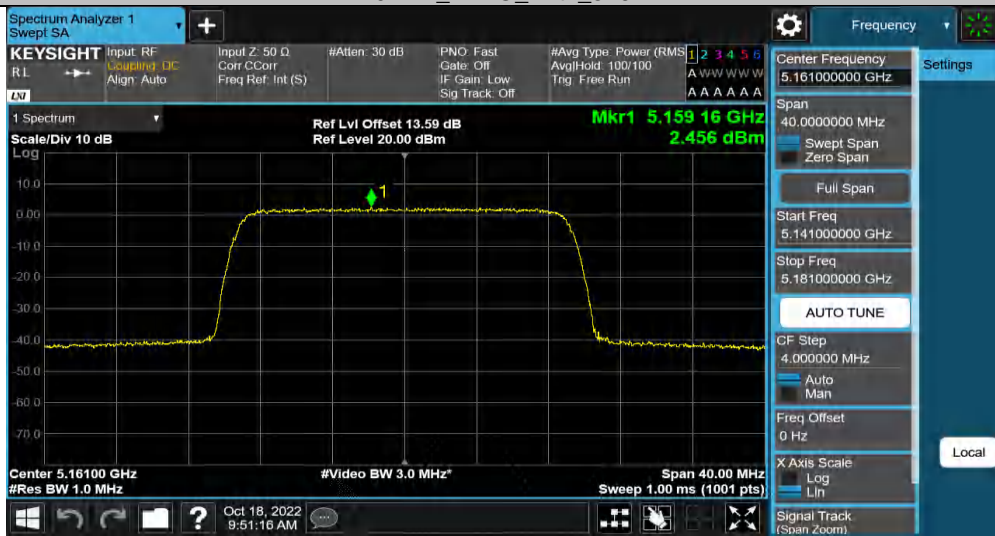 Spectrum Analyzer 1
Swept SA
+
Frequency
KEYSIGHT
RL
LXI
Input: RF
Coupling: DC
Align: Auto
Input Z: 50 Ω
Corr CCorr
Freq Ref: Int (S)
#Atten: 30 dB
PNO: Fast
Gate: Off
IF Gain: Low
Sig Track: Off
#Avg Type: Power (RMS
Avg|Hold: 100/100
Trig: Free Run
1 2 3 4 5 6
A W W W W W
A A A A A A
1 Spectrum
Scale/Div 10 dB
Log
Ref Lvl Offset 13.59 dB
Ref Level 20.00 dBm
Mkr1 5.159 16 GHz
2.456 dBm
1
10.0
0.00
-10.0
-20.0
-30.0
-40.0
-50.0
-60.0
-70.0
Center 5.16100 GHz
#Res BW 1.0 MHz
#Video BW 3.0 MHz*
Span 40.00 MHz
Sweep 1.00 ms (1001 pts)
Center Frequency
5.161000000 GHz
Settings
Span
40.0000000 MHz
Swept Span
Zero Span
Full Span
Start Freq
5.141000000 GHz
Stop Freq
5.181000000 GHz
AUTO TUNE
CF Step
4.000000 MHz
Auto
Man
Freq Offset
0 Hz
X Axis Scale
Log
Lin
Local
Signal Track
(Span Zoom)
?
Oct 18, 2022
9:51:16 AM